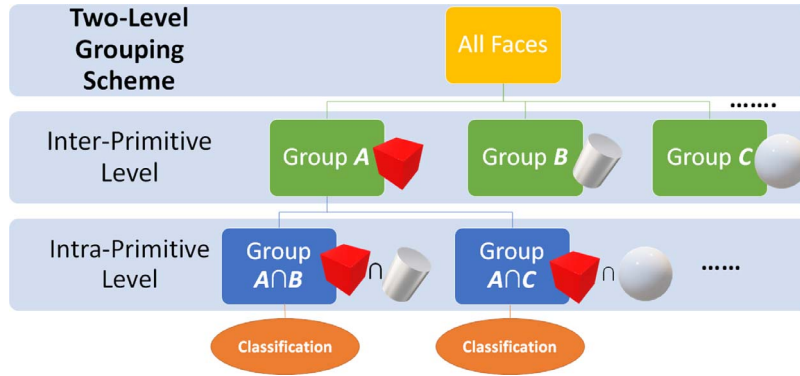 Two-Level
Grouping
Scheme
All Faces
.......
Inter-Primitive
Level
Group A
Group B
Group C
Intra-Primitive
Level
Group
A∩B
∩
Group
A∩C
∩
......
Classification
Classification